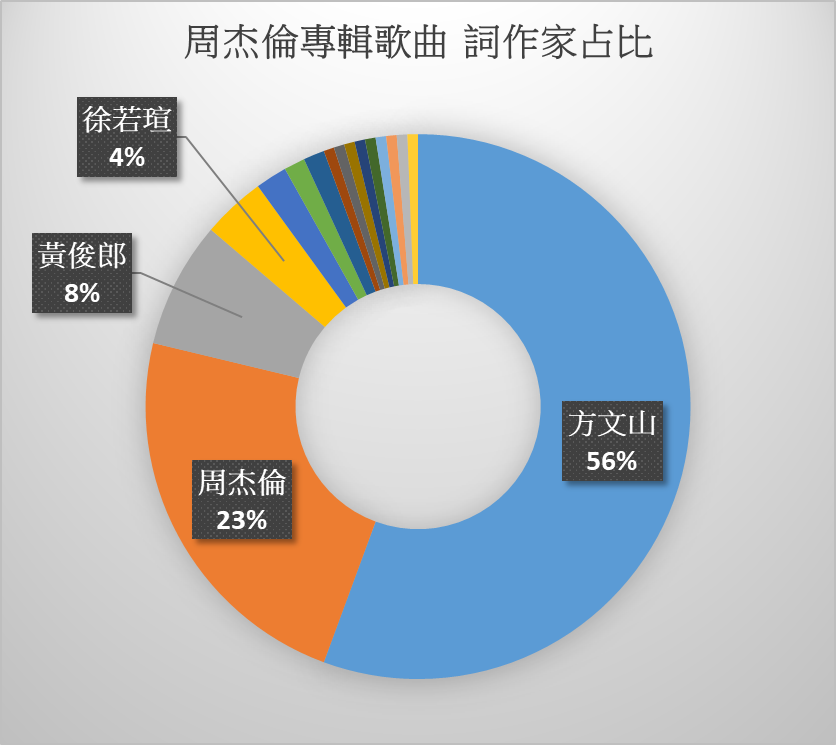 周杰倫專輯歌曲 詞作家占比
徐若瑄
4%
黃俊郎
8%
方文山
56%
周杰倫
23%